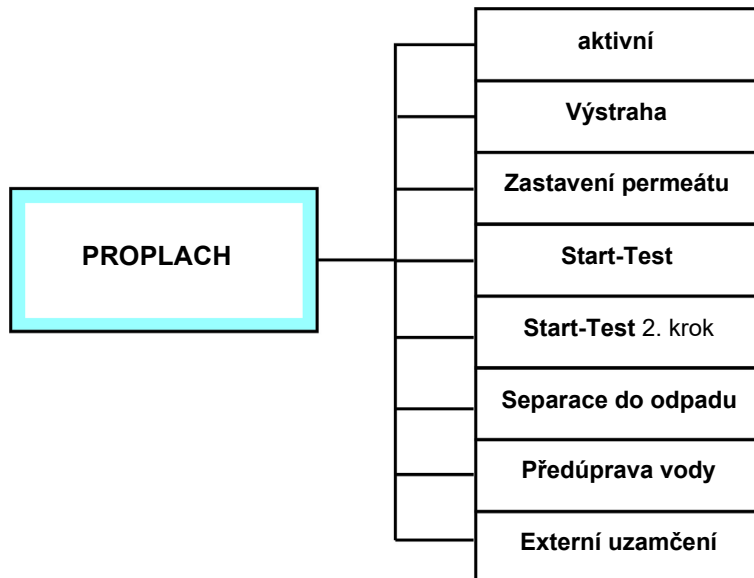 aktivní
Výstraha
Zastavení permeátu
PROPLACH
Start-Test
Start-Test 2. krok
Separace do odpadu
Předúprava vody
Externí uzamčení